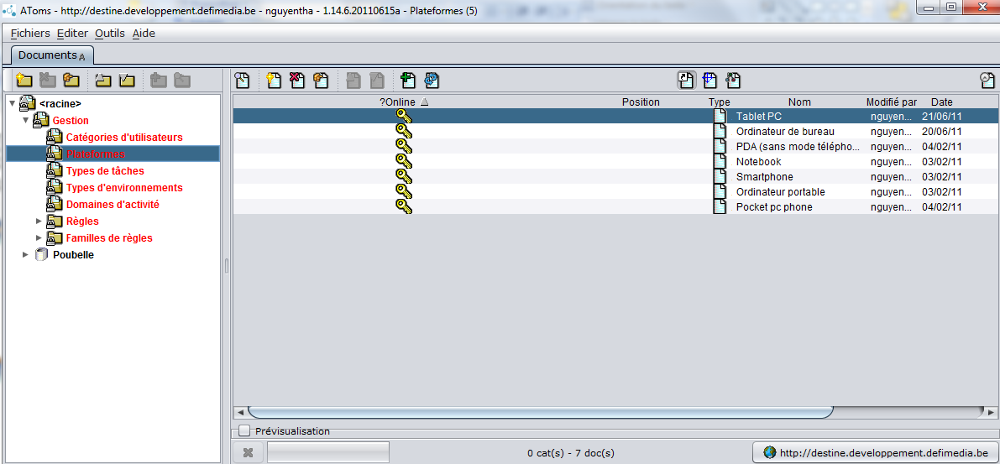 AToms - http://destine.developpement.defimedia.be - nguyentha - 1.14.6.20110615a - Plateformes (5)
Fichiers Editer Outils Aide
Documents
<racine>
Gestion
Catégories d'utilisateurs
Plateformes
Types de tâches
Types d'environnements
Domaines d'activité
Règles
Familles de règles
Poubelle
?Online Position Type Nom Modifié par Date
Tablet PC nguyen... 21/06/11
Ordinateur de bureau nguyen... 20/06/11
PDA (sans mode télépho... nguyen... 04/02/11
Notebook nguyen... 03/02/11
Smartphone nguyen... 03/02/11
Ordinateur portable nguyen... 03/02/11
Pocket pc phone nguyen... 04/02/11
Prévisualisation
0 cat(s) - 7 doc(s)
http://destine.developpement.defimedia.be